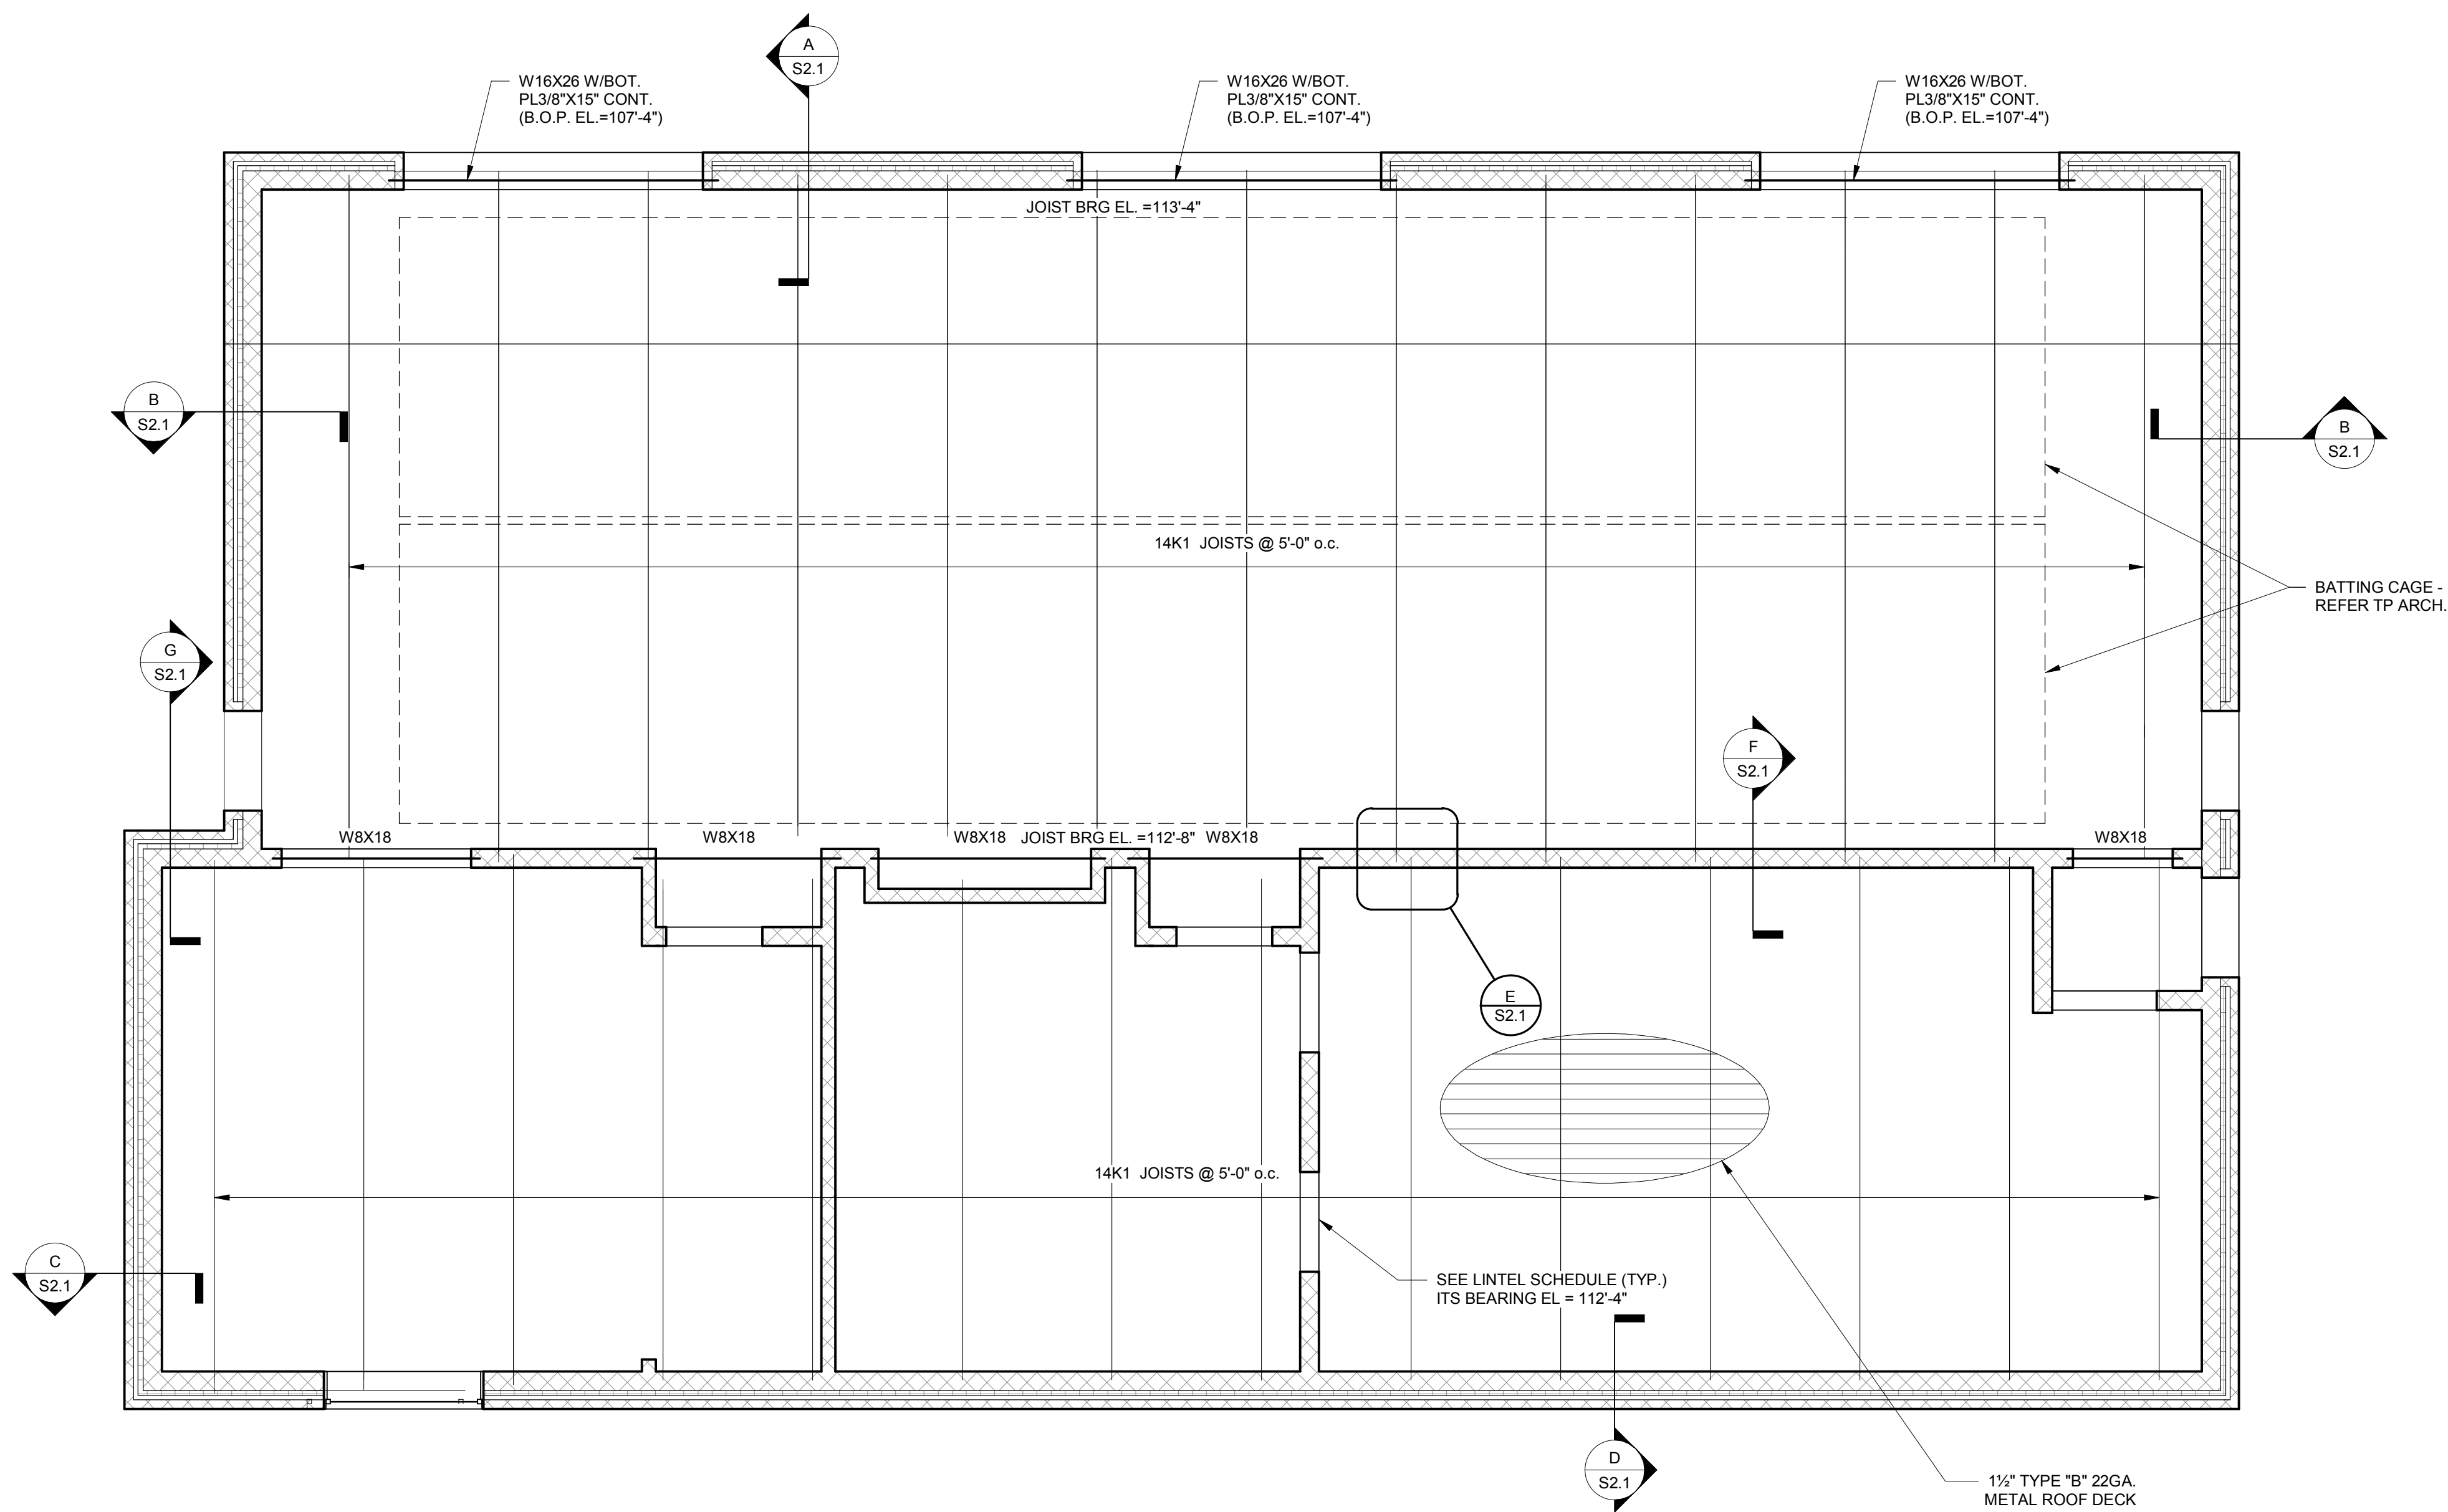 A
S2.1
W16X26 W/BOT.
PL3/8"X15" CONT.
(B.O.P. EL.=107'-4")
W16X26 W/BOT.
PL3/8"X15" CONT.
(B.O.P. EL.=107'-4")
W16X26 W/BOT.
PL3/8"X15" CONT.
(B.O.P. EL.=107'-4")
JOIST BRG EL. =113'-4"
B
S2.1
B
S2.1
14K1 JOISTS @ 5'-0" o.c.
BATTING CAGE -
REFER TP ARCH.
G
S2.1
F
S2.1
W8X18
W8X18
W8X18
JOIST BRG EL. =112'-8"
W8X18
W8X18
E
S2.1
14K1 JOISTS @ 5'-0" o.c.
C
S2.1
SEE LINTEL SCHEDULE (TYP.)
ITS BEARING EL = 112'-4"
D
S2.1
1½" TYPE "B" 22GA.
METAL ROOF DECK